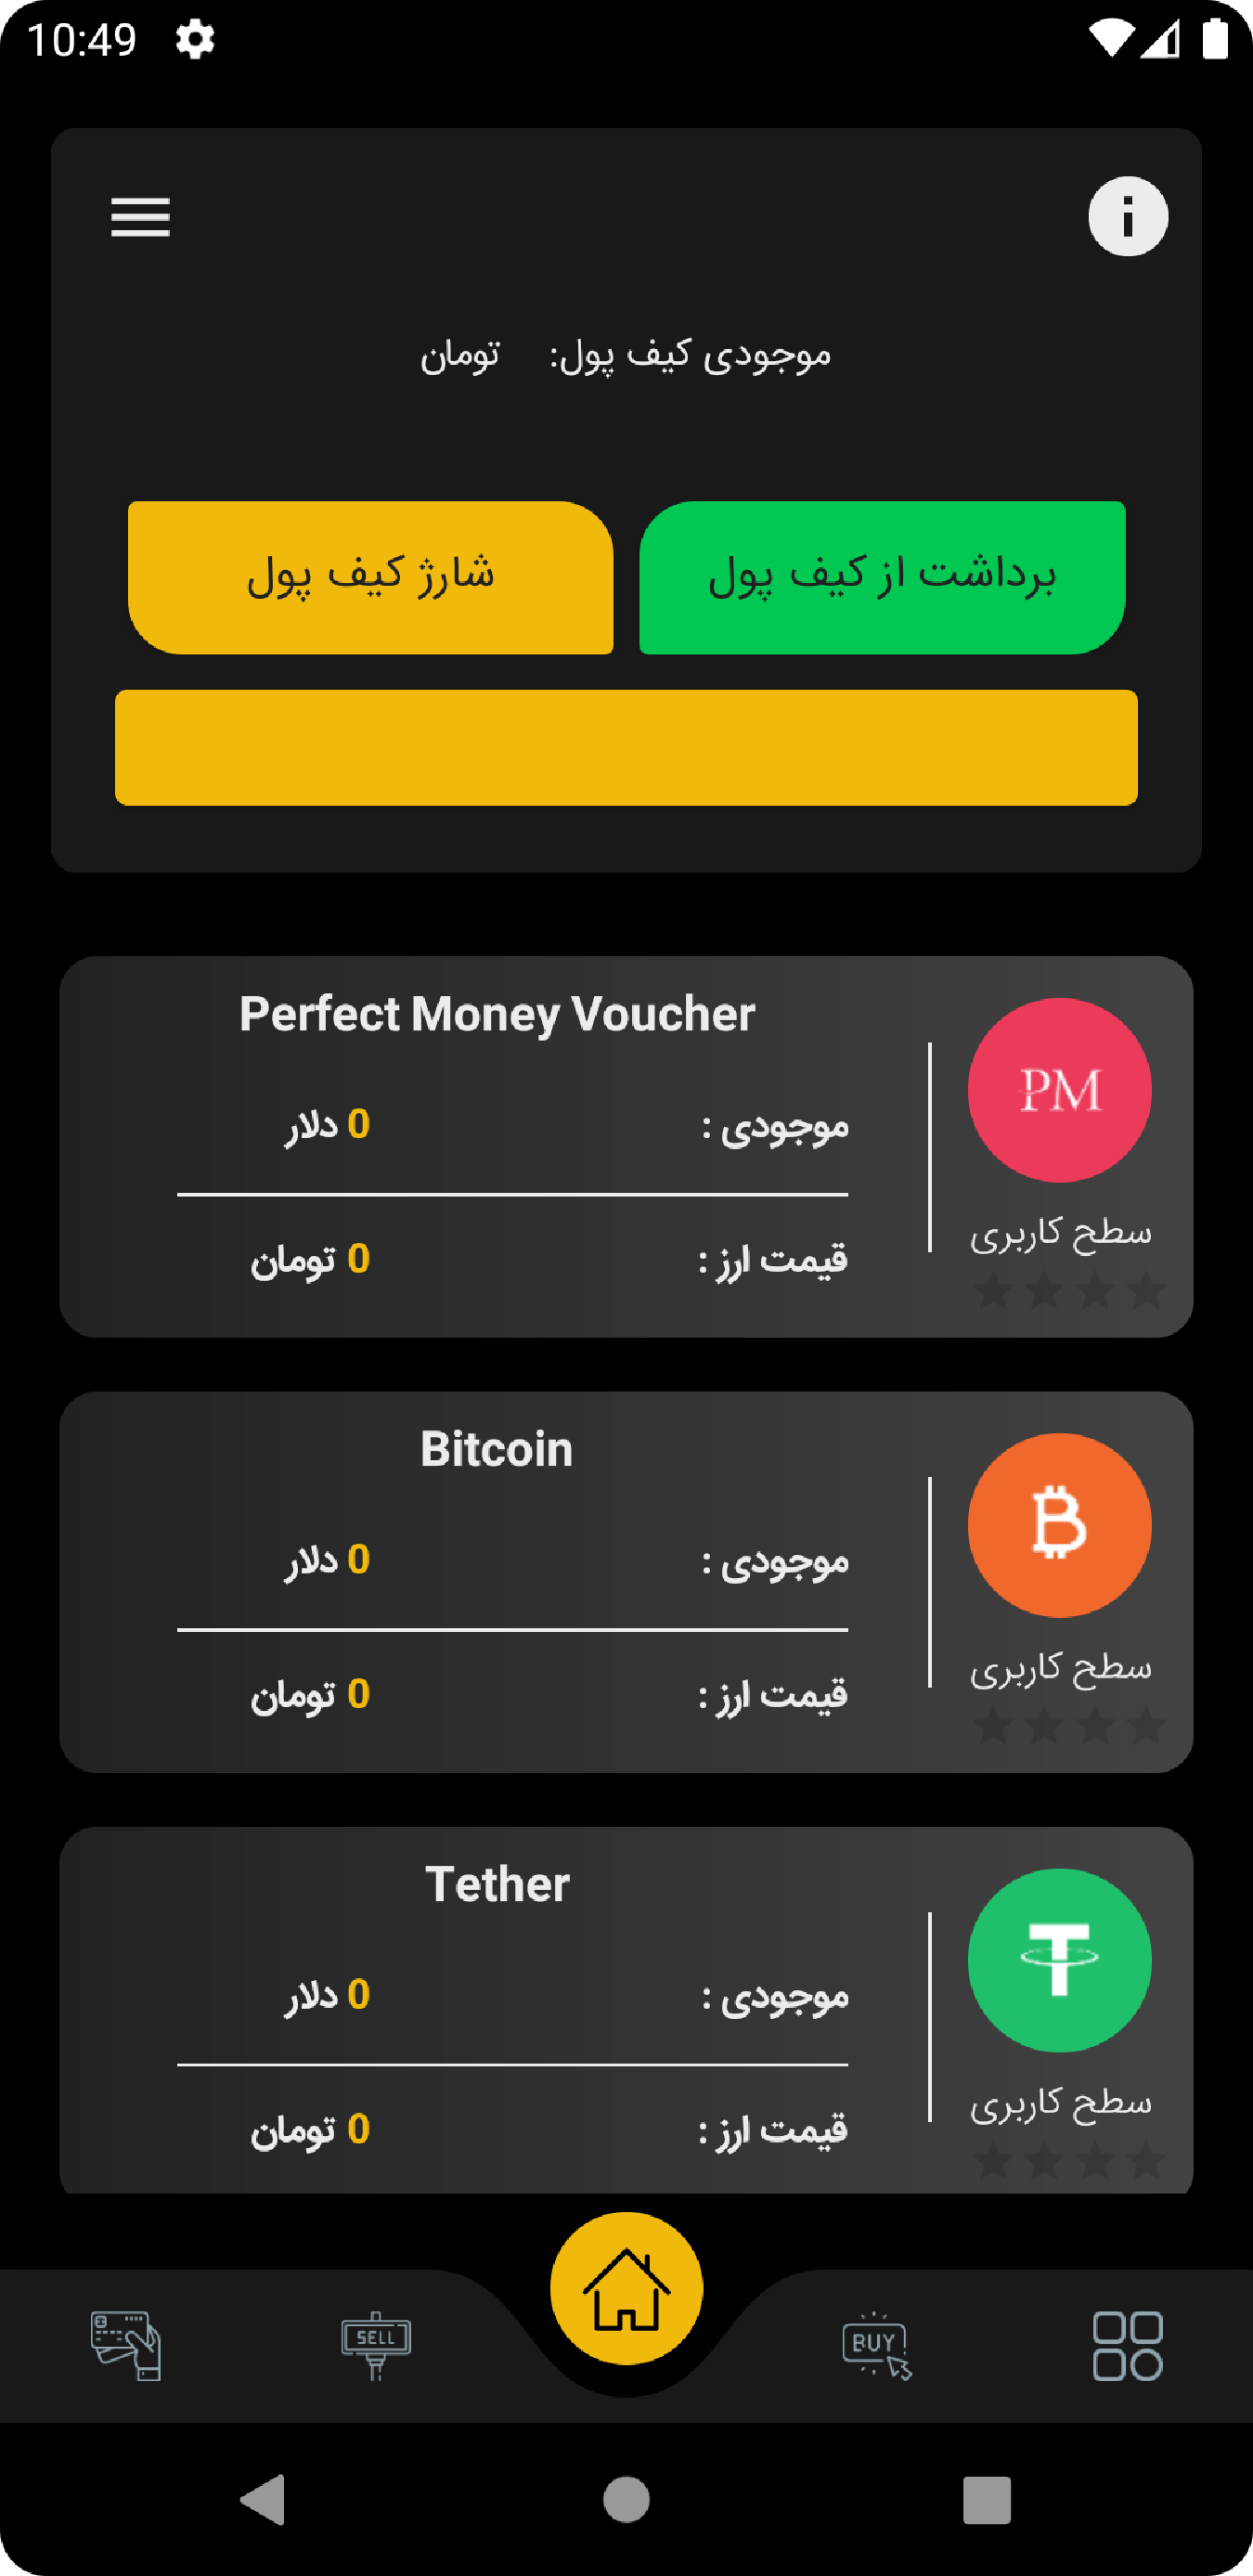 10:49
موجودی کیف پول: تومان
برداشت از کیف پول
شارژ کیف پول
Perfect Money Voucher
PM
موجودی : 0 دلار
قیمت ارز : 0 تومان
سطح کاربری
Bitcoin
موجودی : 0 دلار
قیمت ارز : 0 تومان
سطح کاربری
Tether
موجودی : 0 دلار
قیمت ارز : 0 تومان
سطح کاربری
SELL
BUY